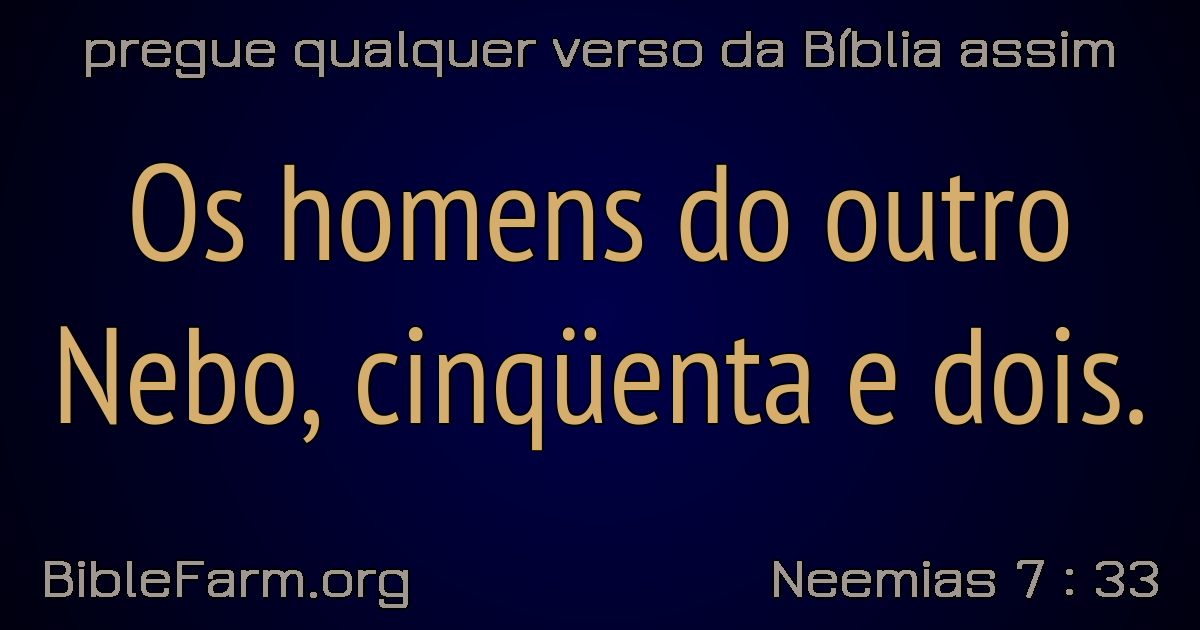 pregue qualquer verso da Bíblia assim
Os homens do outro
Nebo, cinqüenta e dois.
BibleFarm.org
Neemias 7 : 33